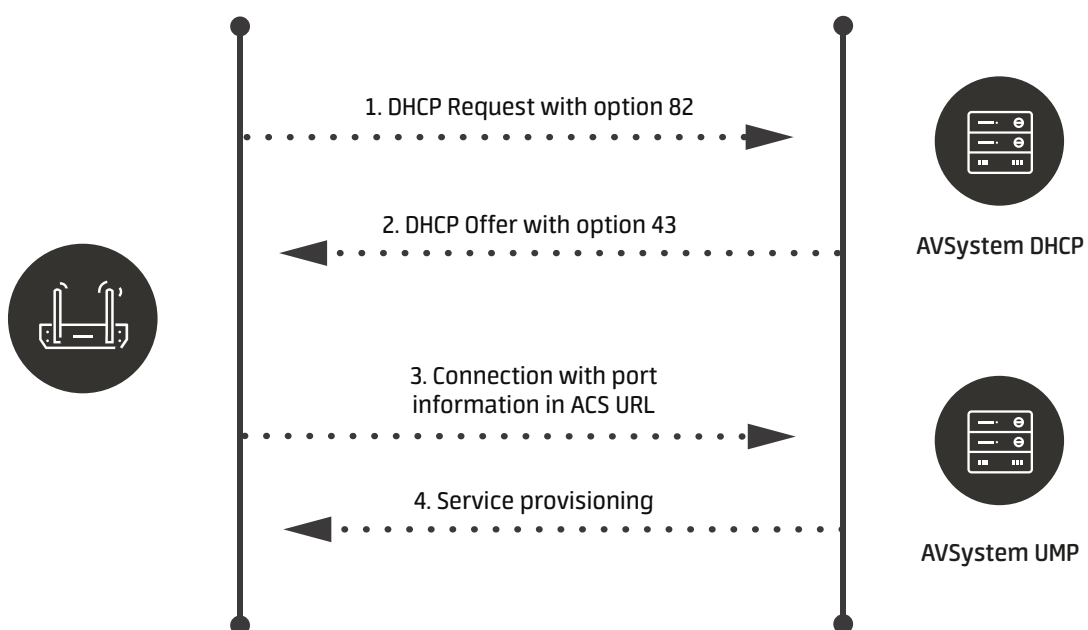 1. DHCP Request with option 82
2. DHCP Offer with option 43
AVSystem DHCP
3. Connection with port
information in ACS URL
4. Service provisioning
AVSystem UMP